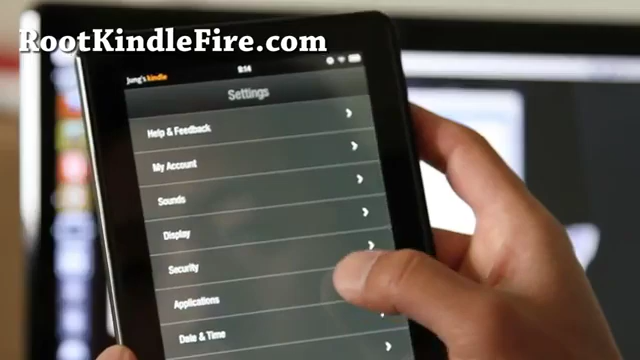 RootKindleFire.com
Jung's kindle
9:14
Settings
Help & Feedback
My Account
Sounds
Display
Security
Applications
Date & Time